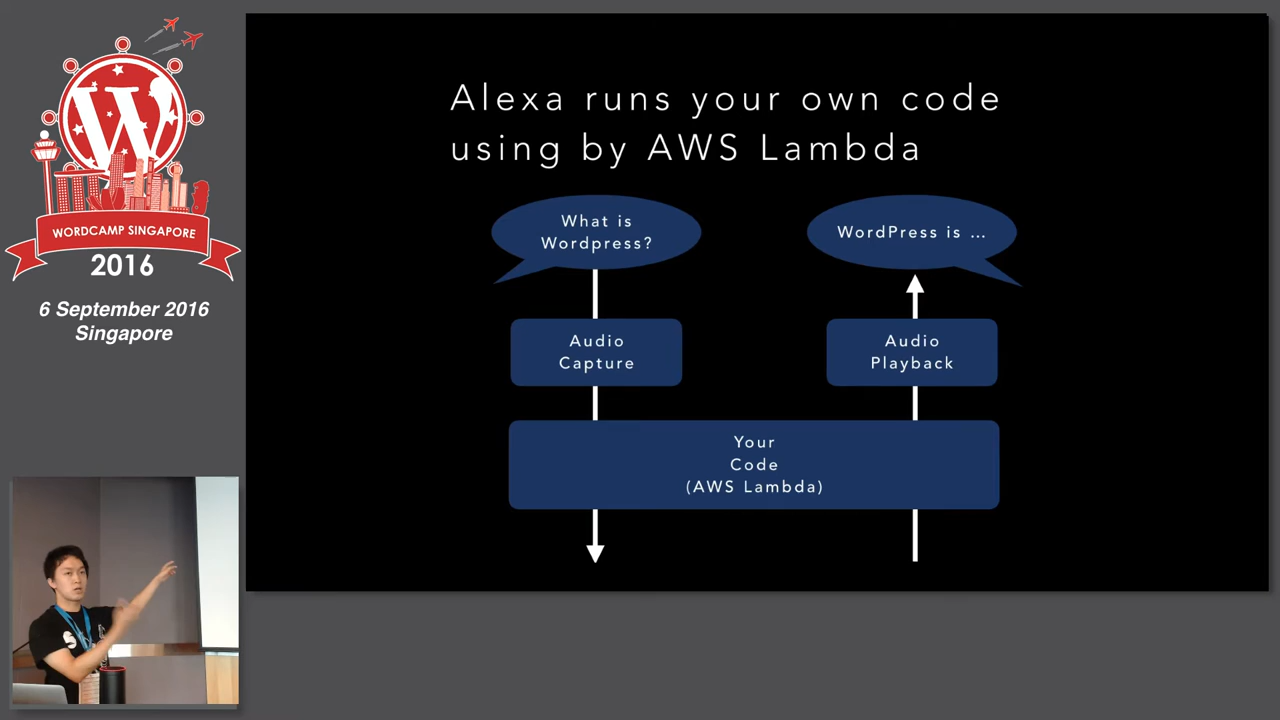 W
WORDCAMP SINGAPORE
2016
6 September 2016
Singapore
Alexa runs your own code
using by AWS Lambda
What is
Wordpress?
WordPress is ...
Audio
Capture
Audio
Playback
Your
Code
(AWS Lambda)